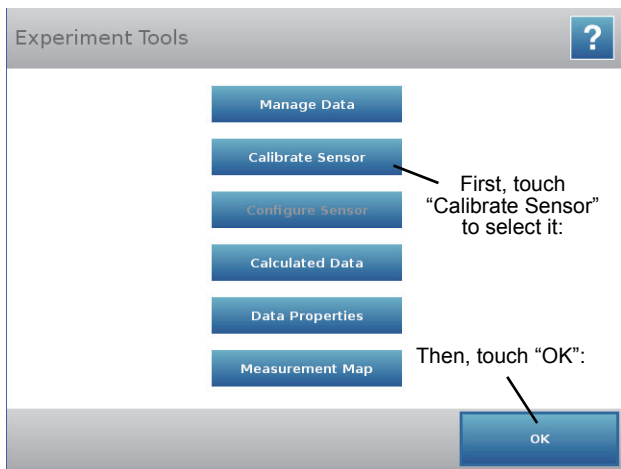 Experiment Tools
?
Manage Data
Calibrate Sensor
First, touch
“Calibrate Sensor”
to select it:
Configure Sensor
Calculated Data
Data Properties
Measurement Map
Then, touch “OK”:
OK